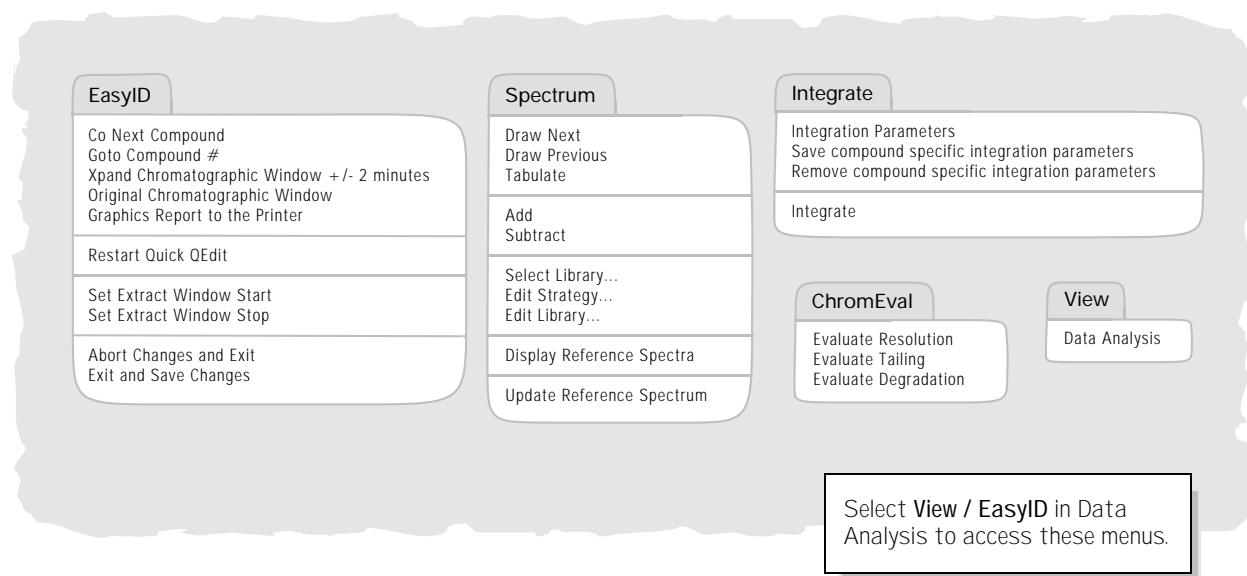 EasyID
Co Next Compound
Goto Compound #
Xpand Chromatographic Window +/- 2 minutes
Original Chromatographic Window
Graphics Report to the Printer
Restart Quick QEdit
Set Extract Window Start
Set Extract Window Stop
Abort Changes and Exit
Exit and Save Changes
Spectrum
Draw Next
Draw Previous
Tabulate
Add
Subtract
Select Library...
Edit Strategy...
Edit Library...
Display Reference Spectra
Update Reference Spectrum
Integrate
Integration Parameters
Save compound specific integration parameters
Remove compound specific integration parameters
Integrate
ChromEval
Evaluate Resolution
Evaluate Tailing
Evaluate Degradation
View
Data Analysis
Select View / EasyID in Data
Analysis to access these menus.